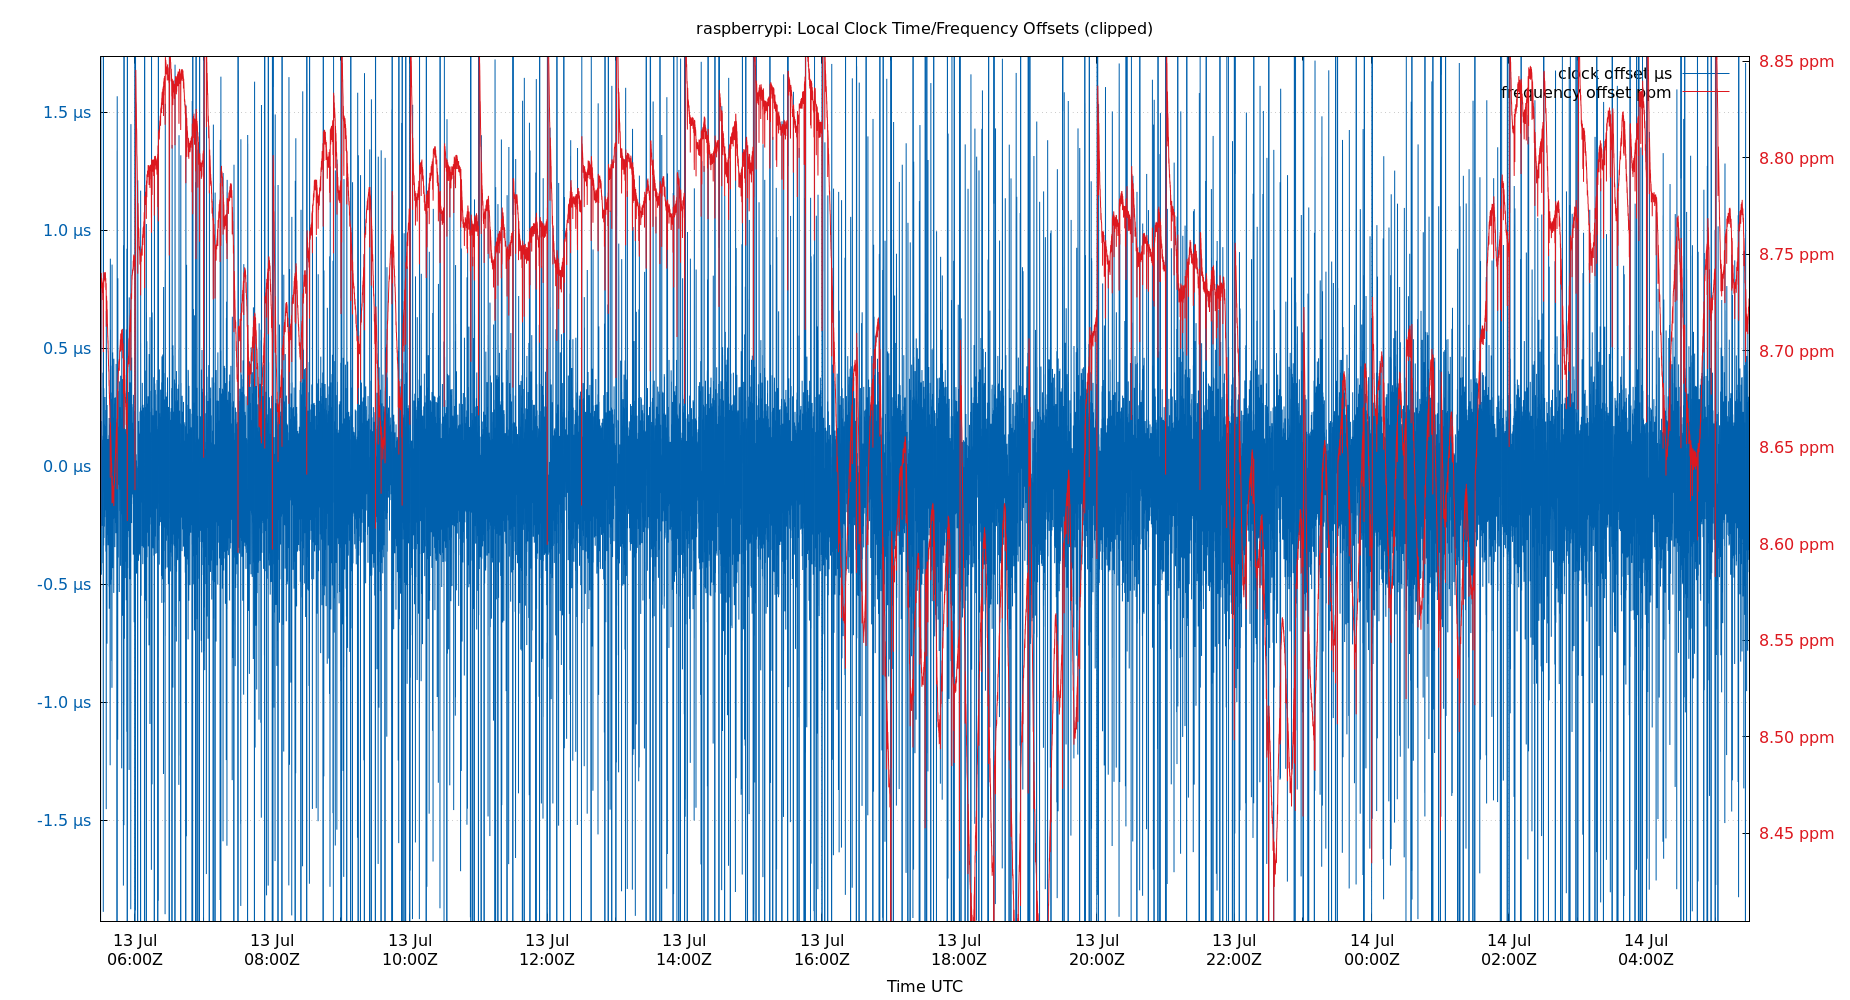 raspberrypi: Local Clock Time/Frequency Offsets (clipped)
clock offset µs
frequency offset ppm
1.5 µs
1.0 µs
0.5 µs
0.0 µs
-0.5 µs
-1.0 µs
-1.5 µs
8.85 ppm
8.80 ppm
8.75 ppm
8.70 ppm
8.65 ppm
8.60 ppm
8.55 ppm
8.50 ppm
8.45 ppm
13 Jul 13 Jul 13 Jul 13 Jul 13 Jul 13 Jul 13 Jul 13 Jul 13 Jul 14 Jul 14 Jul 14 Jul
06:00Z 08:00Z 10:00Z 12:00Z 14:00Z 16:00Z 18:00Z 20:00Z 22:00Z 00:00Z 02:00Z 04:00Z
Time UTC